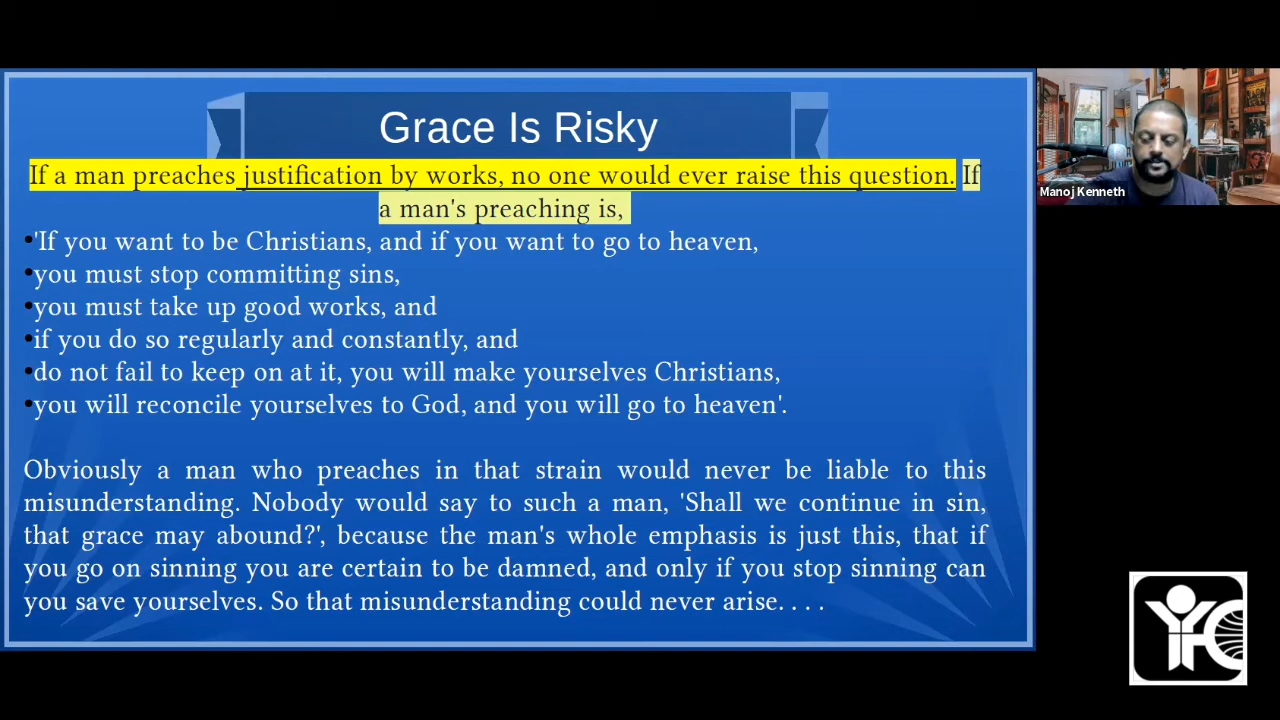 Grace Is Risky
If a man preaches justification by works, no one would ever raise this question. If
a man's preaching is,
•'If you want to be Christians, and if you want to go to heaven,
•you must stop committing sins,
•you must take up good works, and
•if you do so regularly and constantly, and
•do not fail to keep on at it, you will make yourselves Christians,
•you will reconcile yourselves to God, and you will go to heaven'.
Obviously a man who preaches in that strain would never be liable to this
misunderstanding. Nobody would say to such a man, 'Shall we continue in sin,
that grace may abound?', because the man's whole emphasis is just this, that if
you go on sinning you are certain to be damned, and only if you stop sinning can
you save yourselves. So that misunderstanding could never arise. . . .
Manoj Kenneth
YFC